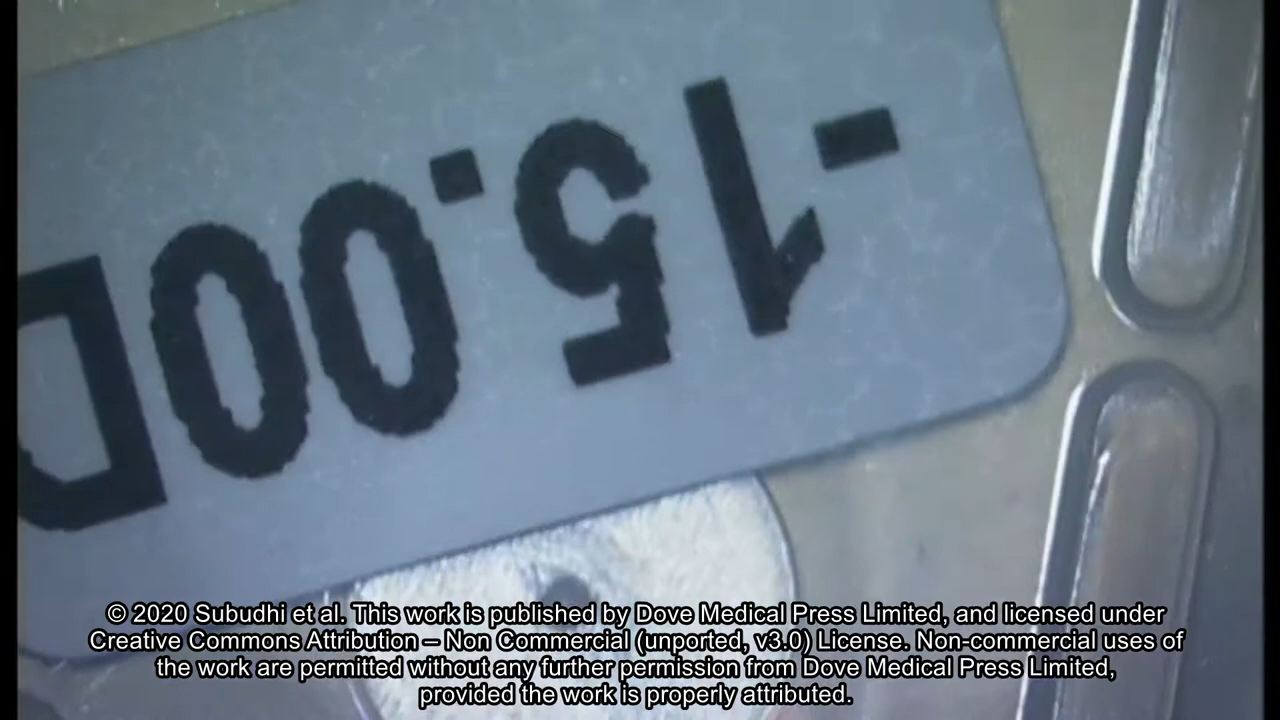 -15.00D
© 2020 Subudhi et al. This work is published by Dove Medical Press Limited, and licensed under
Creative Commons Attribution – Non Commercial (unported, v3.0) License. Non-commercial uses of
the work are permitted without any further permission from Dove Medical Press Limited,
provided the work is properly attributed.